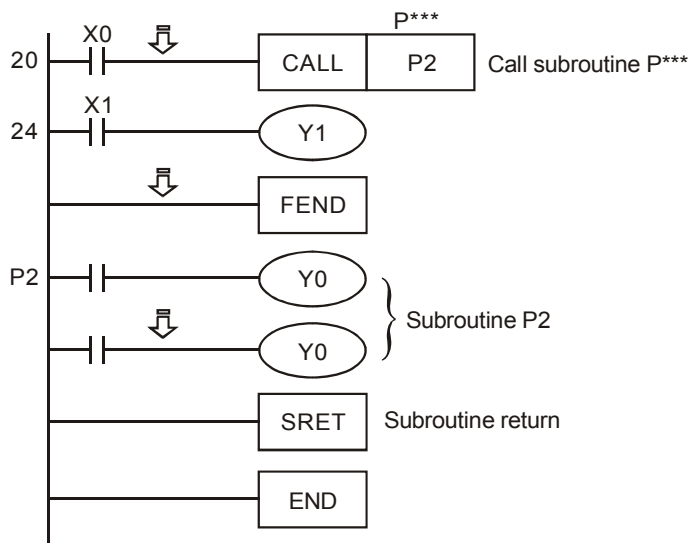 P***
X0
20 CALL P2 Call subroutine P***
X1
24 Y1
FEND
P2 Y0
Subroutine P2
Y0
SRET Subroutine return
END